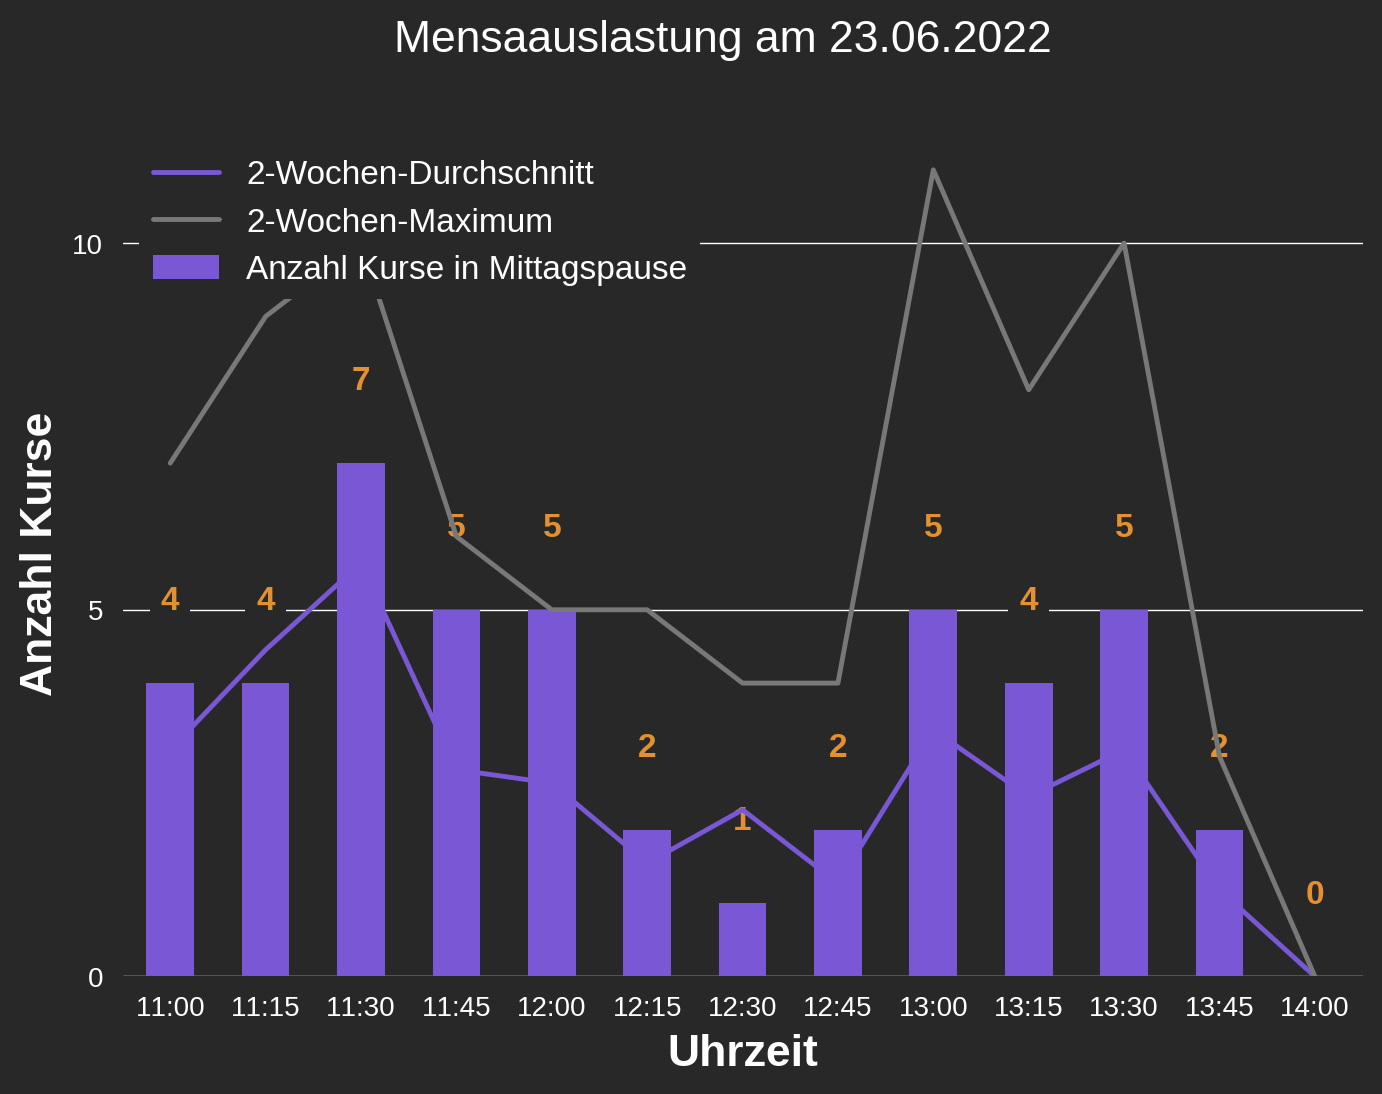 Mensaauslastung am 23.06.2022
2-Wochen-Durchschnitt
2-Wochen-Maximum
Anzahl Kurse in Mittagspause
Anzahl Kurse
10
5
0
4 4 7 5 5 2 1 2 5 4 5 2 0
11:00 11:15 11:30 11:45 12:00 12:15 12:30 12:45 13:00 13:15 13:30 13:45 14:00
Uhrzeit